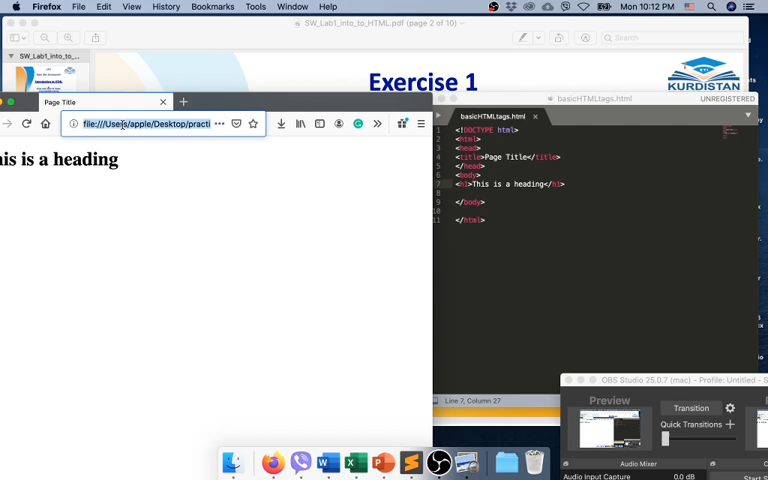 Firefox File Edit View History Bookmarks Tools Window Help Mon 10:12 PM
SW_Lab1_into_to_HTML.pdf (page 2 of 10)
Search
SW_Lab1_into_to_...
Exercise 1
KURDISTAN
Page Title
file:///Users/apple/Desktop/practi
his is a heading
basicHTMLtags.html
UNREGISTERED
basicHTMLtags.html
1 <!DOCTYPE html>
2 <html>
3 <head>
4 <title>Page Title</title>
5 </head>
6 <body>
7 <h1>This is a heading</h1>
8
9 </body>
10
11 </html>
Line 7, Column 27
OBS Studio 25.0.7 (mac) - Profile: Untitled - S
Preview
Transition
Quick Transitions
Audio Mixer
Sc
Audio Input Capture 0.0 dB
Start S